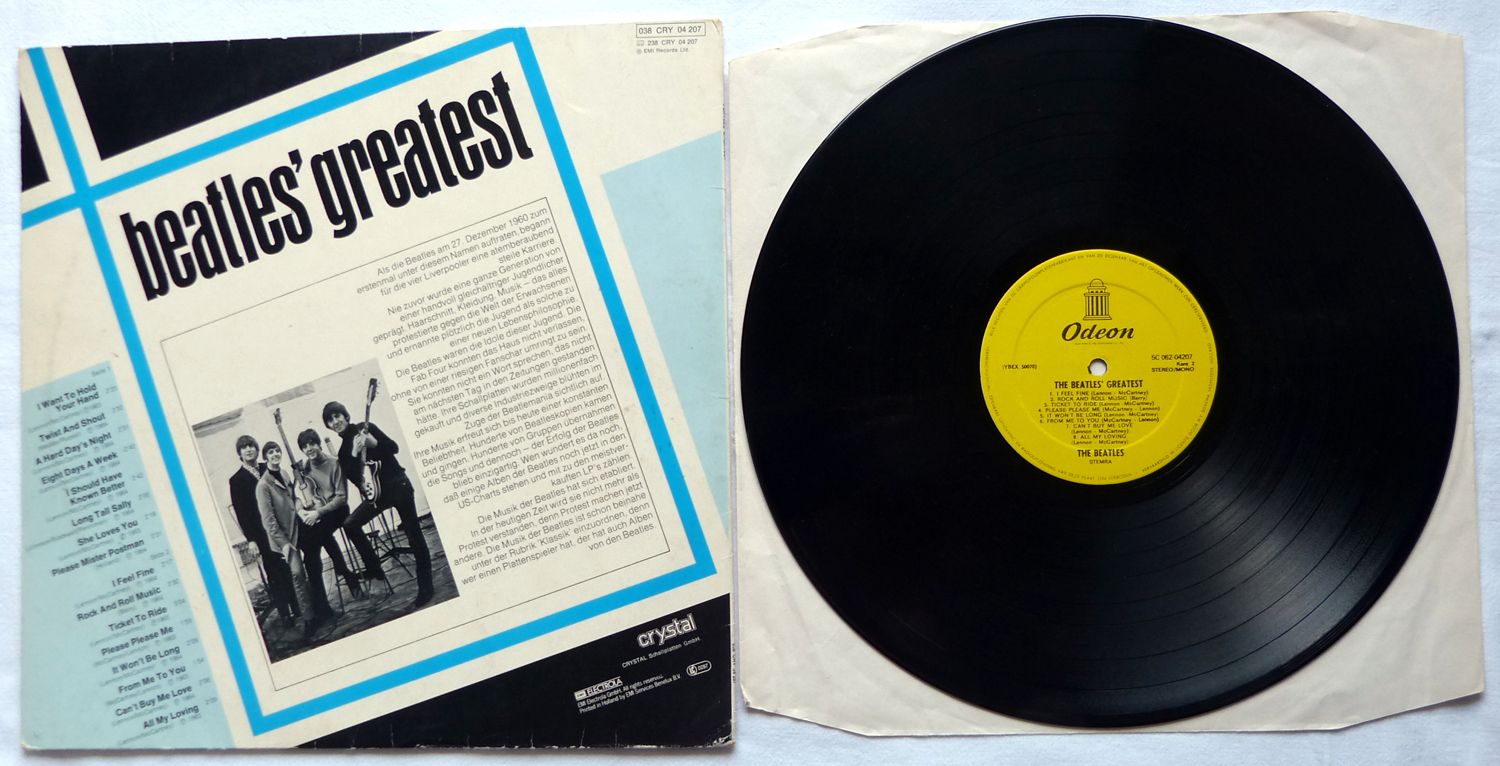 038 CRY 04 207
238 CRY 04 207
℗ EMI Records Ltd.
beatles' greatest
Als die Beatles am 27. Dezember 1960 zum
erstenmal unter diesem Namen auftraten, begann
für die vier Liverpooler eine atemberaubend
steile Karriere.
Nie zuvor wurde eine ganze Generation von
einer handvoll gleichaltriger Jugendlicher
geprägt. Haarschnitt, Kleidung, Musik – das alles
protestierte gegen die Welt der Erwachsenen
und ernannte plötzlich die Jugend als solche zu
einer neuen Lebensphilosophie.
Die Beatles waren die Idole dieser Jugend. Die
Fab Four konnten das Haus nicht verlassen,
ohne von einer riesigen Fanschar umringt zu sein.
Sie konnten nicht ein Wort sprechen, das nicht
am nächsten Tag in den Zeitungen gestanden
hätte. Ihre Schallplatten wurden millionenfach
gekauft und diverse Industriezweige blühten im
Zuge der Beatlemania sichtlich auf.
Ihre Musik erfreut sich bis heute einer konstanten
Beliebtheit. Hunderte von Beatleskopien kamen
und gingen. Hunderte von Gruppen übernahmen
die Songs und dennoch – der Erfolg der Beatles
blieb einzigartig. Wen wundert es da noch,
daß einige Alben der Beatles noch jetzt in den
US-Charts stehen und mit zu den meistver-
kauften LP's zählen.
Die Musik der Beatles hat sich etabliert.
In der heutigen Zeit wird sie nicht mehr als
Protest verstanden, denn Protest machen jetzt
andere. Die Musik der Beatles ist schon beinahe
unter der Rubrik 'Klassik' einzuordnen, denn
wer einen Plattenspieler hat, der hat auch Alben
von den Beatles.
Seite 1
I Want To Hold
Your Hand
Twist And Shout
A Hard Day's Night
Eight Days A Week
I Should Have
Known Better
Long Tall Sally
She Loves You
Please Mister Postman
Seite 2
I Feel Fine
Rock And Roll Music
Ticket To Ride
Please Please Me
It Won't Be Long
From Me To You
Can't Buy Me Love
All My Loving
crystal
CRYSTAL Schallplatten GmbH.
ELECTROLA
EMI Electrola GmbH. All rights reserved.
Printed in Holland by EMI Services Benelux B.V.
Odeon
(YBEX 50070)
5C 062-04207
Kant 2
STEREO/MONO
THE BEATLES' GREATEST
1. I FEEL FINE (Lennon - McCartney)
2. ROCK AND ROLL MUSIC (Berry)
3. TICKET TO RIDE (Lennon - McCartney)
4. PLEASE PLEASE ME (McCartney - Lennon)
5. IT WON'T BE LONG (Lennon - McCartney)
6. FROM ME TO YOU (McCartney - Lennon)
7. CAN'T BUY ME LOVE
(Lennon - McCartney)
8. ALL MY LOVING
(Lennon - McCartney)
THE BEATLES
STEMRA